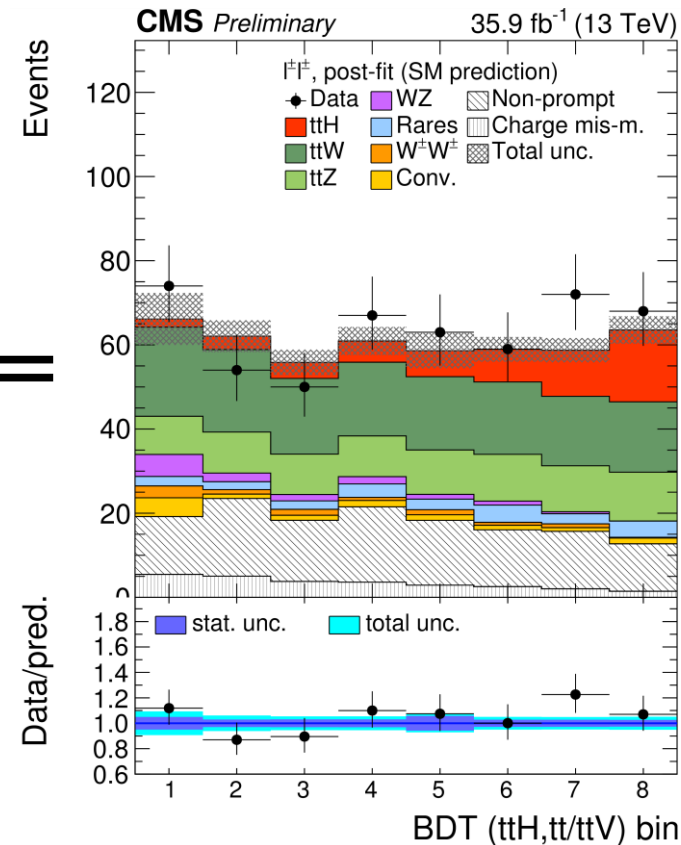 CMS Preliminary 35.9 fb⁻¹ (13 TeV)
Events
l±l±, post-fit (SM prediction)
Data WZ Non-prompt
ttH Rares Charge mis-m.
ttW W±W± Total unc.
ttZ Conv.
120
100
80
60
40
20
0
Data/pred.
stat. unc. total unc.
1.8
1.6
1.4
1.2
1.0
0.8
0.6
1 2 3 4 5 6 7 8
BDT (ttH,tt/ttV) bin